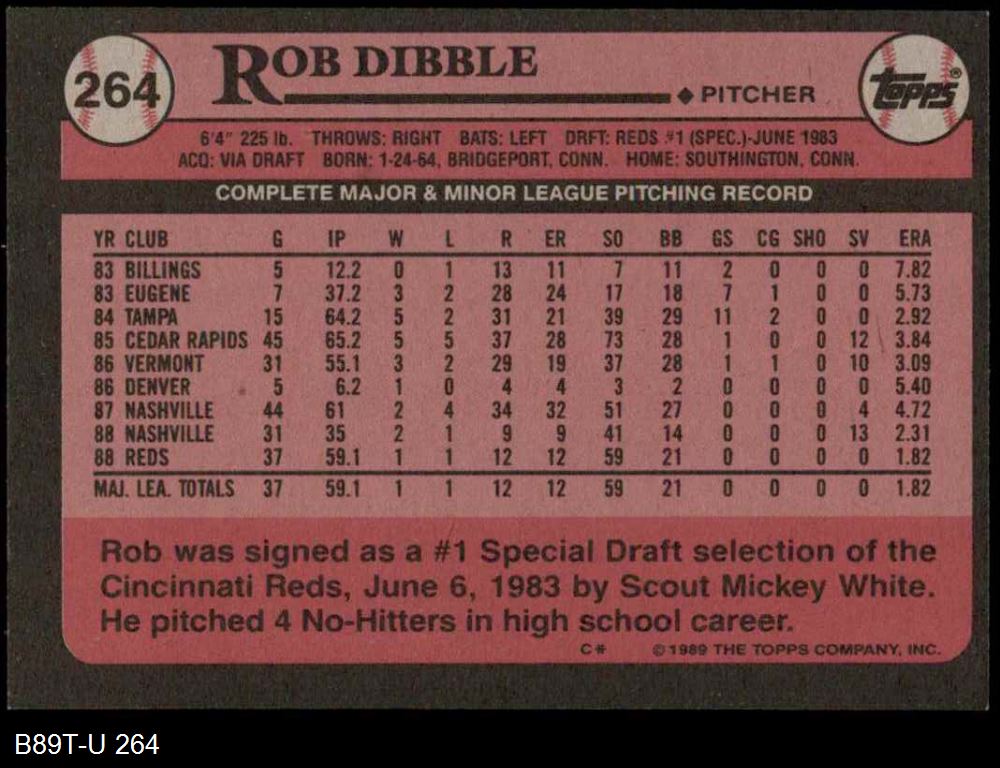 264
ROB DIBBLE
◆ PITCHER
TOPPS®
6'4" 225 lb. THROWS: RIGHT BATS: LEFT DRFT: REDS #1 (SPEC.)-JUNE 1983
ACQ: VIA DRAFT BORN: 1-24-64, BRIDGEPORT, CONN. HOME: SOUTHINGTON, CONN.
COMPLETE MAJOR & MINOR LEAGUE PITCHING RECORD
YR CLUB G IP W L R ER SO BB GS CG SHO SV ERA
83 BILLINGS 5 12.2 0 1 13 11 7 11 2 0 0 0 7.82
83 EUGENE 7 37.2 3 2 28 24 17 18 7 1 0 0 5.73
84 TAMPA 15 64.2 5 2 31 21 39 29 11 2 0 0 2.92
85 CEDAR RAPIDS 45 65.2 5 5 37 28 73 28 1 0 0 12 3.84
86 VERMONT 31 55.1 3 2 29 19 37 28 1 1 0 10 3.09
86 DENVER 5 6.2 1 0 4 4 3 2 0 0 0 0 5.40
87 NASHVILLE 44 61 2 4 34 32 51 27 0 0 0 4 4.72
88 NASHVILLE 31 35 2 1 9 9 41 14 0 0 0 13 2.31
88 REDS 37 59.1 1 1 12 12 59 21 0 0 0 0 1.82
MAJ. LEA. TOTALS 37 59.1 1 1 12 12 59 21 0 0 0 0 1.82
Rob was signed as a #1 Special Draft selection of the
Cincinnati Reds, June 6, 1983 by Scout Mickey White.
He pitched 4 No-Hitters in high school career.
C* © 1989 THE TOPPS COMPANY, INC.
B89T-U 264